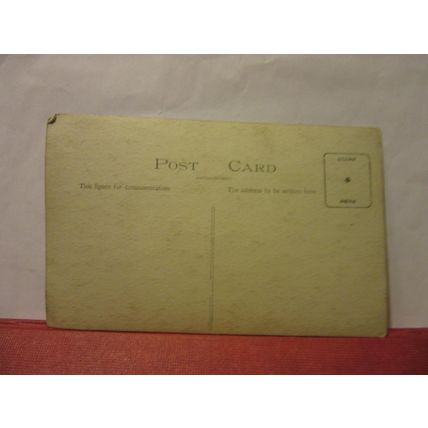 POST CARD
This space for communication
The address to be written here
STAMP
HERE